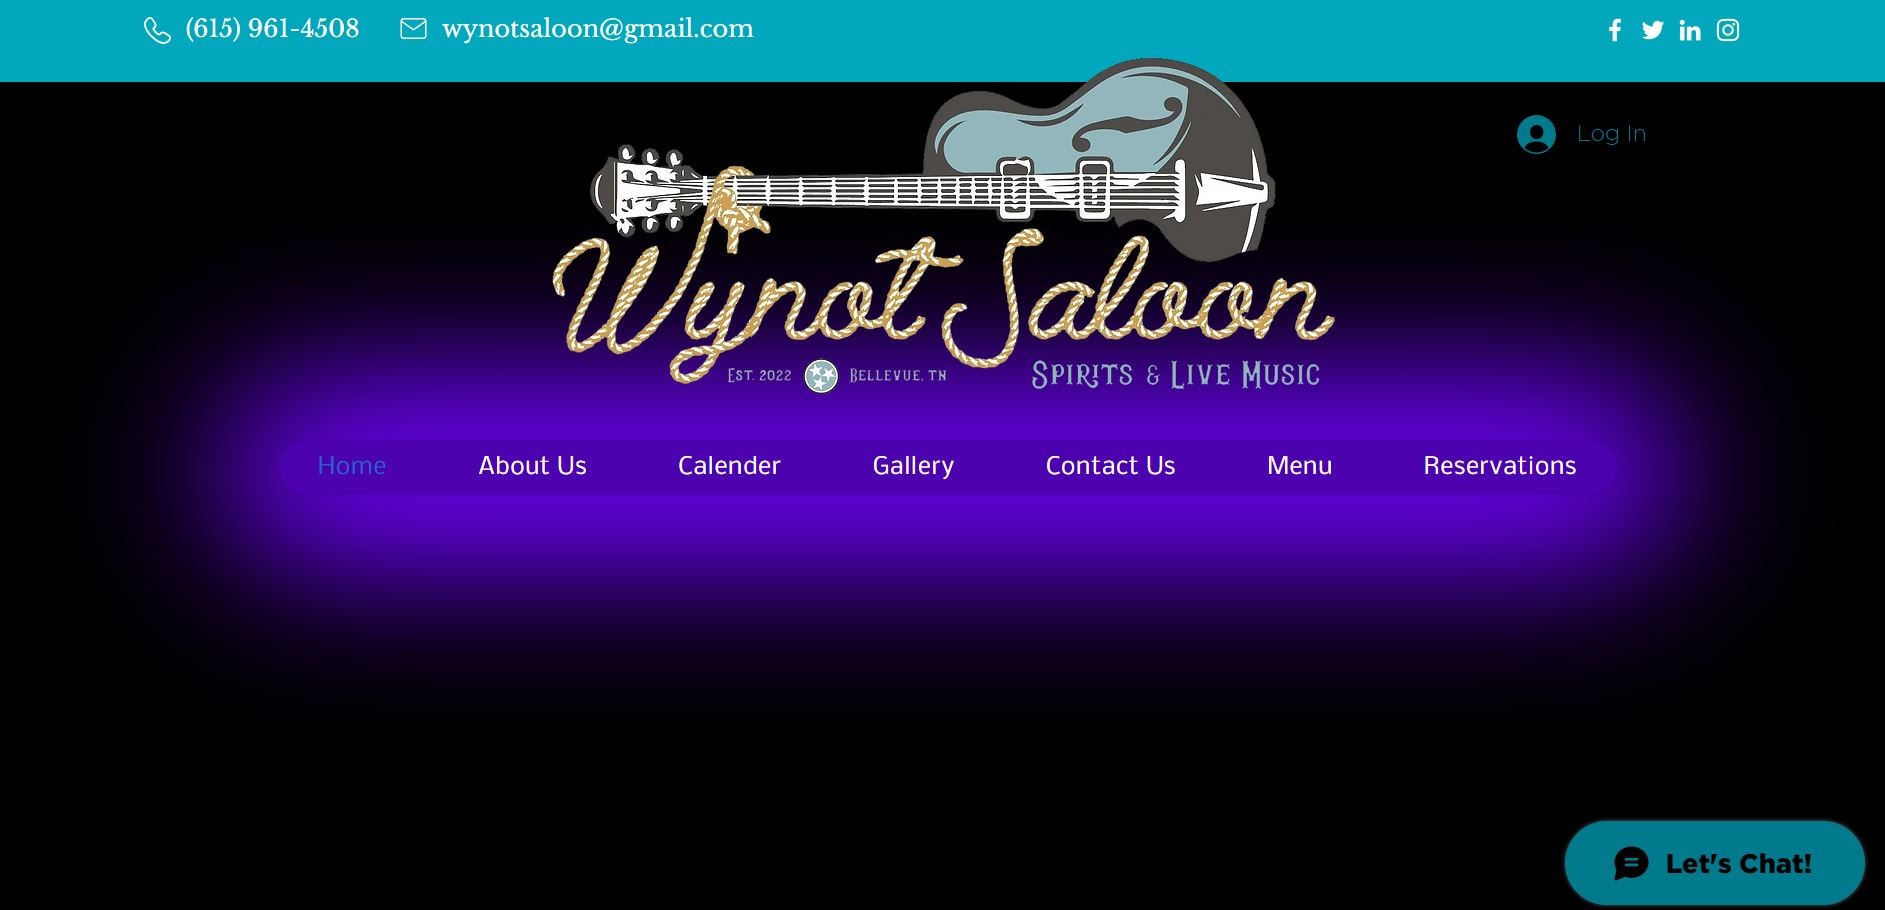 (615) 961-4508 wynotsaloon@gmail.com
Log In
Wynot Saloon
Est. 2022 Bellevue, TN Spirits & Live Music
Home About Us Calender Gallery Contact Us Menu Reservations
Let's Chat!